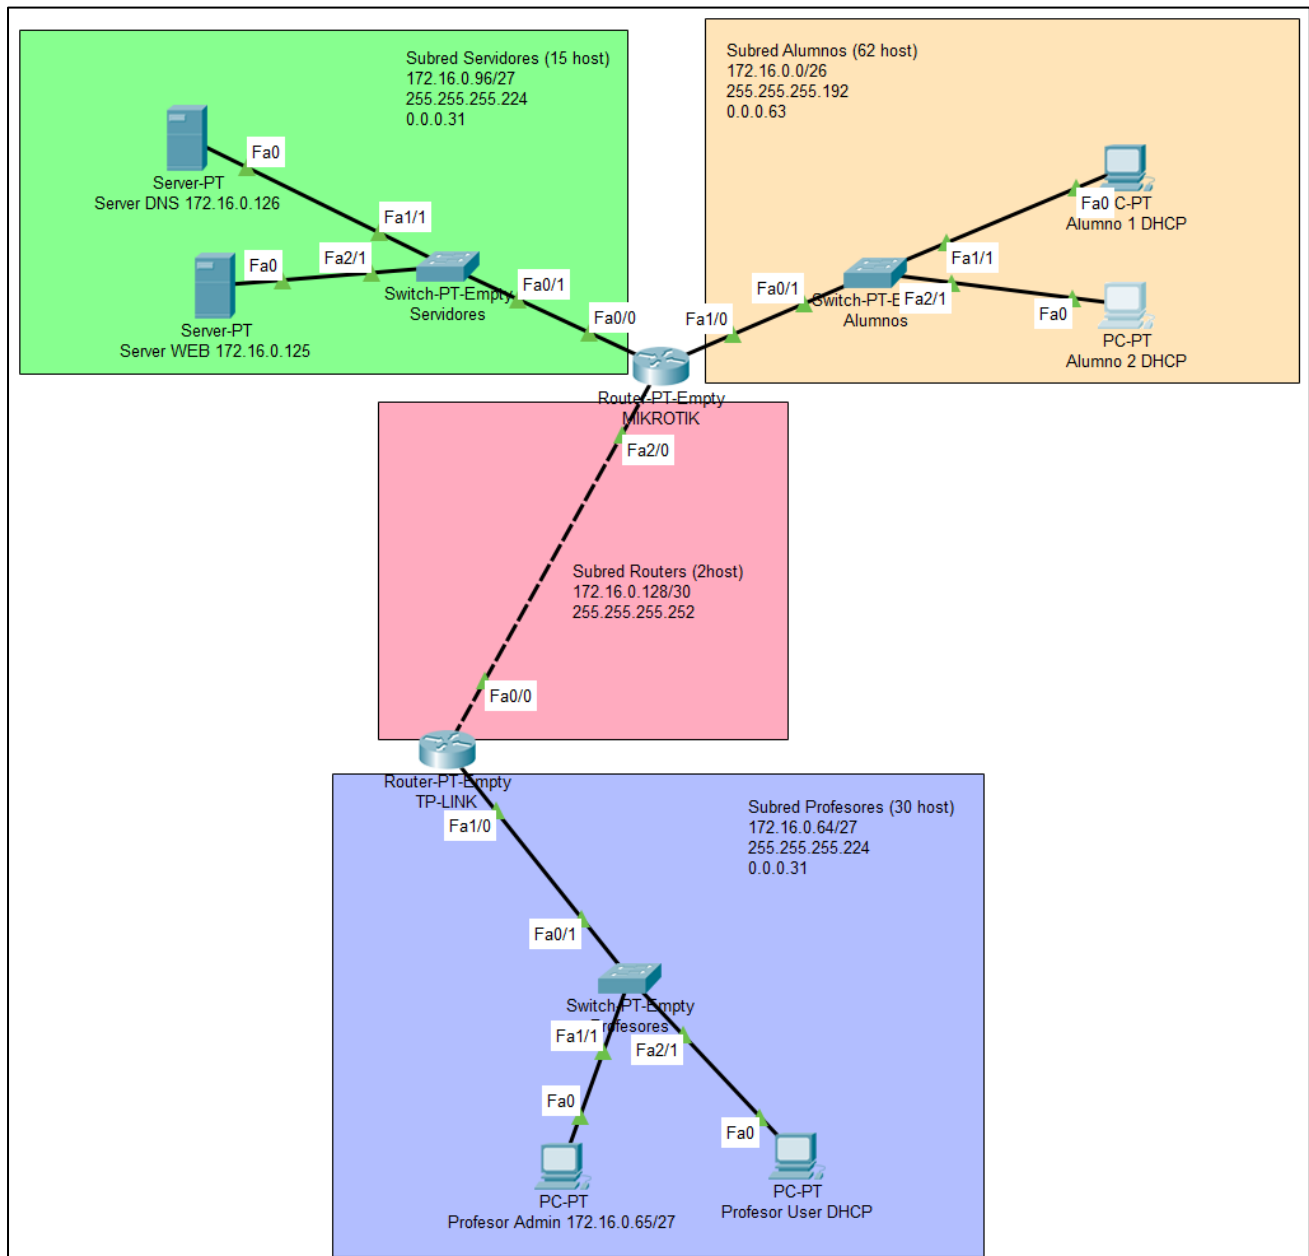 Subred Servidores (15 host)
172.16.0.96/27
255.255.255.224
0.0.0.31
Fa0
Server-PT
Server DNS 172.16.0.126
Fa1/1
Fa0
Fa2/1
Switch-PT-Empty
Servidores
Fa0/1
Server-PT
Server WEB 172.16.0.125
Fa0/0
Subred Alumnos (62 host)
172.16.0.0/26
255.255.255.192
0.0.0.63
Fa0
C-PT
Alumno 1 DHCP
Fa1/1
Fa0/1
Switch-PT-E
Alumnos
Fa2/1
Fa0
Fa1/0
PC-PT
Alumno 2 DHCP
Router-PT-Empty
MIKROTIK
Fa2/0
Subred Routers (2host)
172.16.0.128/30
255.255.255.252
Fa0/0
Router-PT-Empty
TP-LINK
Fa1/0
Subred Profesores (30 host)
172.16.0.64/27
255.255.255.224
0.0.0.31
Fa0/1
Switch-PT-Empty
rofesores
Fa1/1
Fa2/1
Fa0
Fa0
PC-PT
Profesor Admin 172.16.0.65/27
PC-PT
Profesor User DHCP